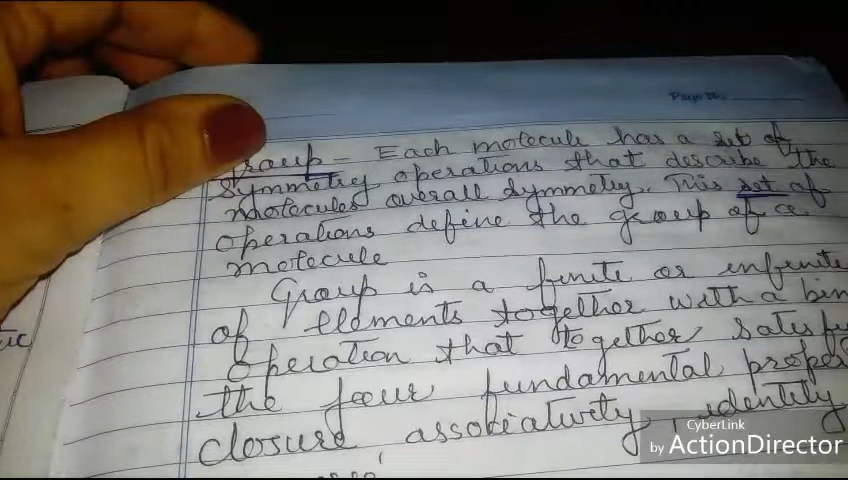 Page No.
Group - Each molecule has a set of
symmetry operations that describe the
molecules overall symmetry. This set of
operations define the group of a
molecule
Group is a finite or infinite
of elements together with a bin
operation that together satisfy
the four fundamental proper
closure associativity, identity
CyberLink
by ActionDirector